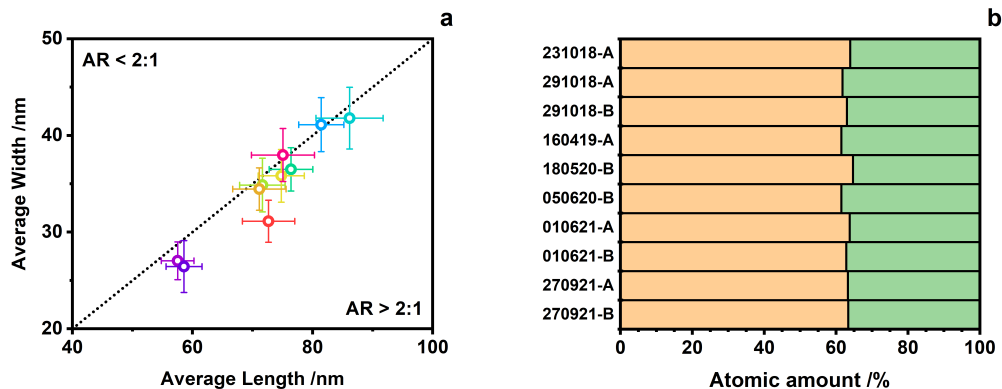 a
50
40
30
20
Average Width /nm
AR < 2:1
AR > 2:1
40
60
80
100
Average Length /nm
b
231018-A
291018-A
291018-B
160419-A
180520-B
050620-B
010621-A
010621-B
270921-A
270921-B
0
20
40
60
80
100
Atomic amount /%